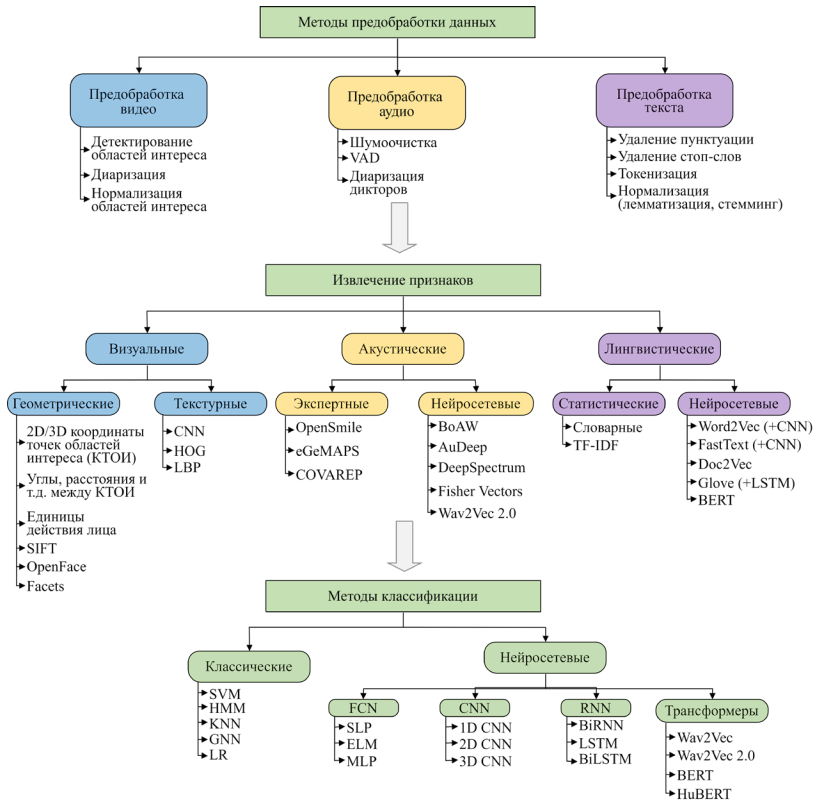 Методы предобработки данных
Предобработка
видео
Детектирование
областей интереса
Диаризация
Нормализация
областей интереса
Предобработка
аудио
Шумоочистка
VAD
Диаризация
дикторов
Предобработка
текста
Удаление пунктуации
Удаление стоп-слов
Токенизация
Нормализация
(лемматизация, стемминг)
Извлечение признаков
Визуальные
Геометрические
2D/3D координаты
точек областей
интереса (КТОИ)
Углы, расстояния и
т.д. между КТОИ
Единицы
действия лица
SIFT
OpenFace
Facets
Текстурные
CNN
HOG
LBP
Акустические
Экспертные
OpenSmile
eGeMAPS
COVAREP
Нейросетевые
BoAW
AuDeep
DeepSpectrum
Fisher Vectors
Wav2Vec 2.0
Лингвистические
Статистические
Словарные
TF-IDF
Нейросетевые
Word2Vec (+CNN)
FastText (+CNN)
Doc2Vec
Glove (+LSTM)
BERT
Методы классификации
Классические
SVM
HMM
KNN
GNN
LR
Нейросетевые
FCN
SLP
ELM
MLP
CNN
1D CNN
2D CNN
3D CNN
RNN
BiRNN
LSTM
BiLSTM
Трансформеры
Wav2Vec
Wav2Vec 2.0
BERT
HuBERT